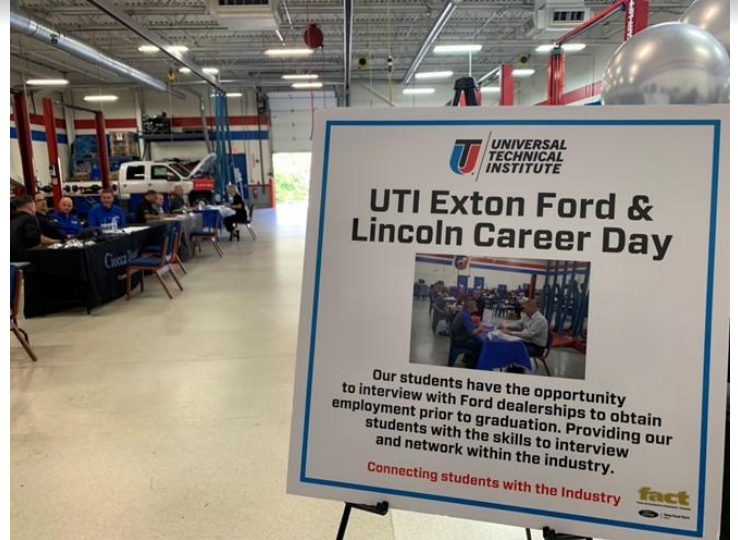 UNIVERSAL
TECHNICAL
INSTITUTE
UTI Exton Ford &
Lincoln Career Day
Our students have the opportunity
to interview with Ford dealerships to obtain
employment prior to graduation. Providing our
students with the skills to interview
and network within the industry.
Connecting students with the Industry
fact
Ford